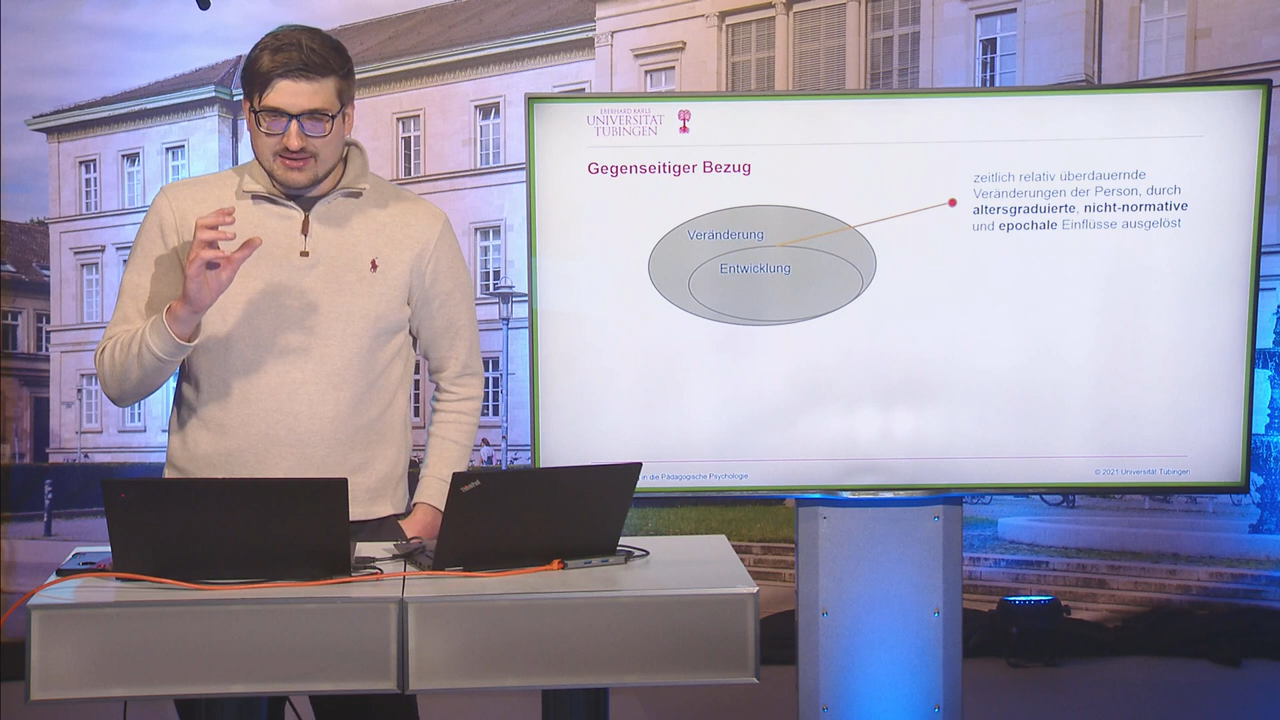 EBERHARD KARLS
UNIVERSITÄT
TÜBINGEN
Gegenseitiger Bezug
zeitlich relativ überdauernde
Veränderungen der Person, durch
altersgraduierte, nicht-normative
und epochale Einflüsse ausgelöst
Veränderung
Entwicklung
in die Pädagogische Psychologie
© 2021 Universität Tübingen
ThinkPad